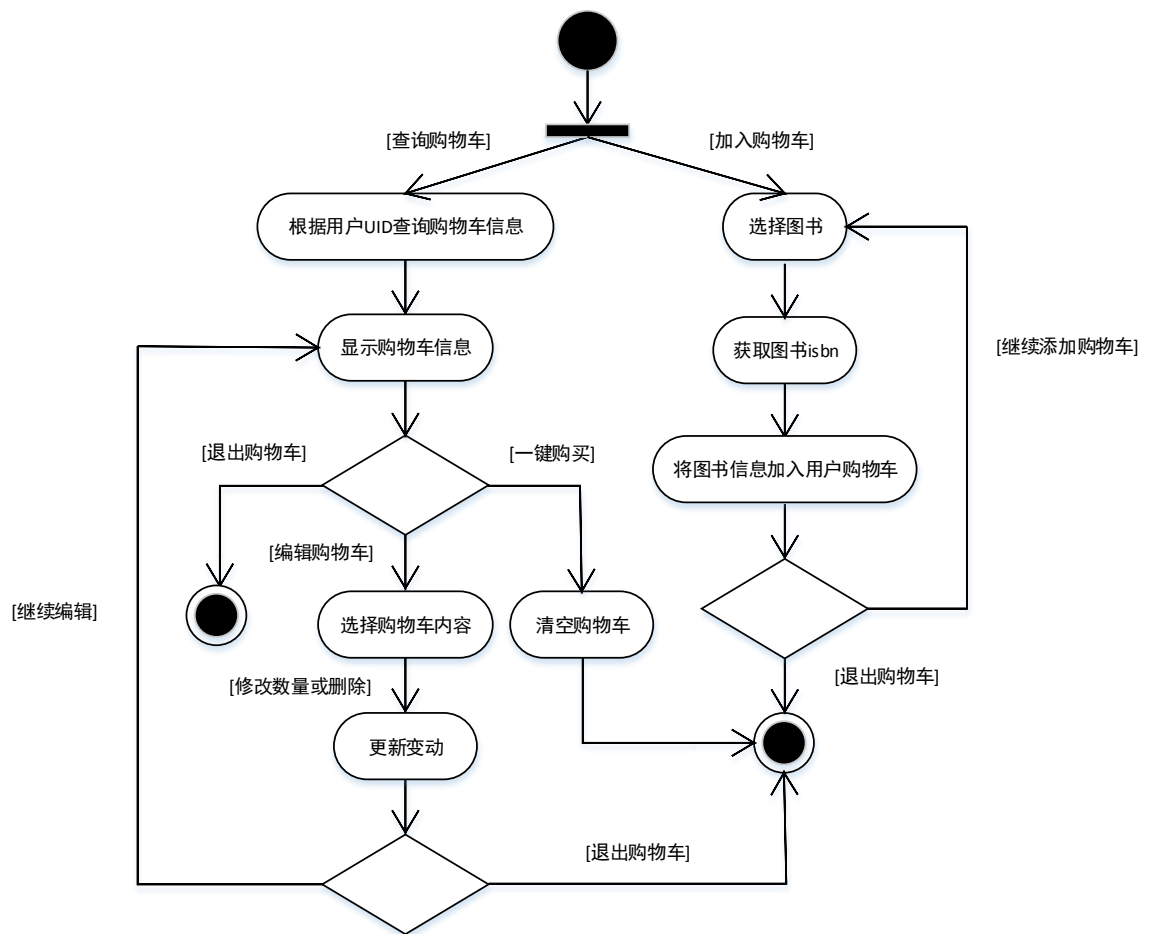 [查询购物车]
[加入购物车]
根据用户UID查询购物车信息
选择图书
显示购物车信息
获取图书isbn
[继续添加购物车]
[退出购物车]
[一键购买]
将图书信息加入用户购物车
[编辑购物车]
[继续编辑]
选择购物车内容
清空购物车
[修改数量或删除]
[退出购物车]
更新变动
[退出购物车]